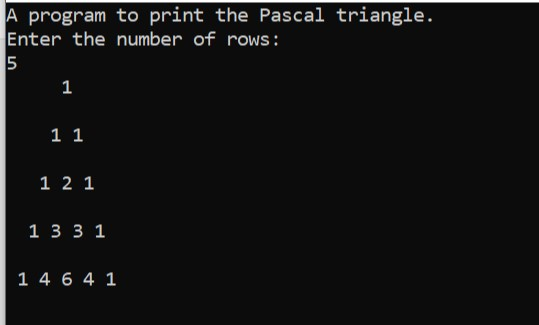 A program to print the Pascal triangle.
Enter the number of rows:
5
1
1 1
1 2 1
1 3 3 1
1 4 6 4 1